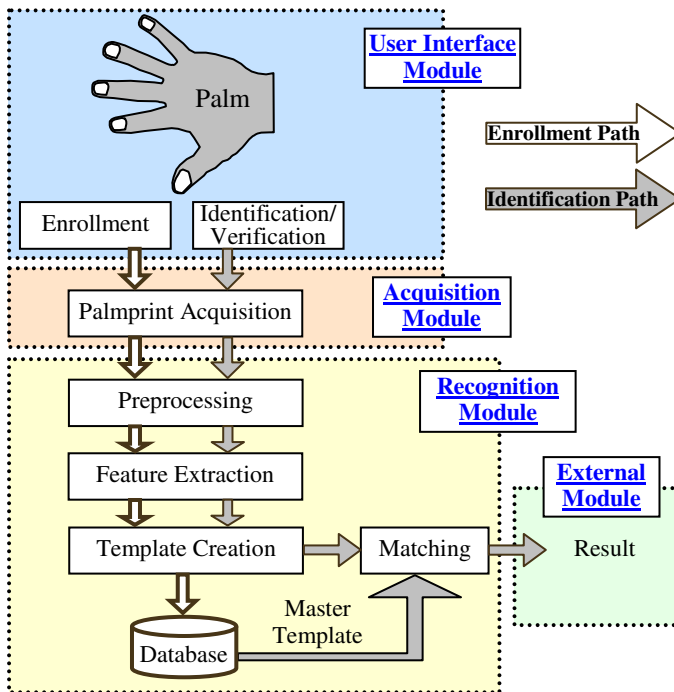 User Interface
Module
Palm
Enrollment Path
Identification Path
Enrollment
Identification/
Verification
Acquisition
Module
Palmprint Acquisition
Recognition
Module
Preprocessing
Feature Extraction
External
Module
Template Creation
Matching
Result
Master
Template
Database